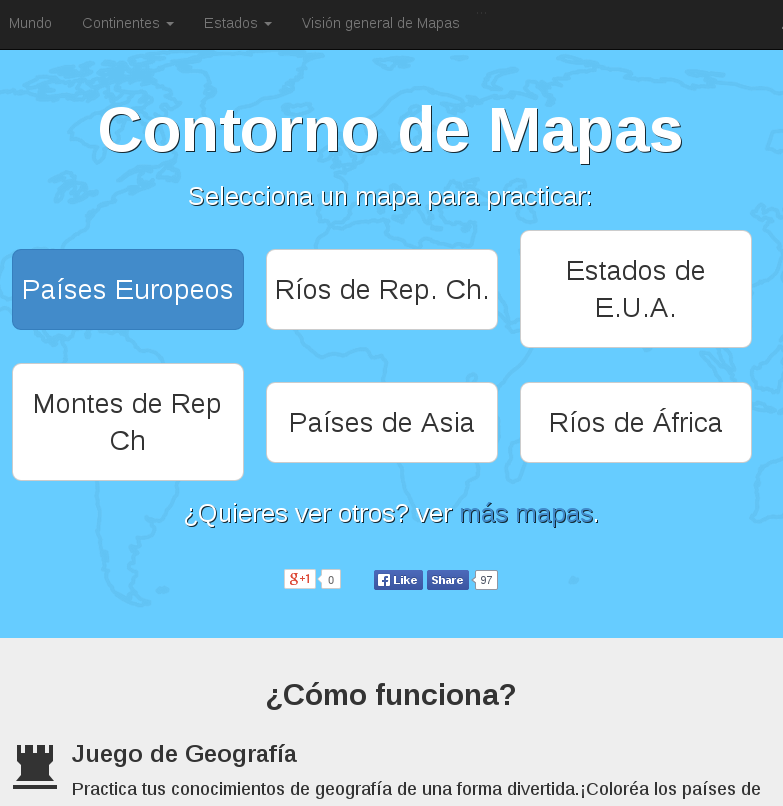 Mundo Continentes Estados Visión general de Mapas
Contorno de Mapas
Selecciona un mapa para practicar:
Países Europeos
Ríos de Rep. Ch.
Estados de
E.U.A.
Montes de Rep
Ch
Países de Asia
Ríos de África
¿Quieres ver otros? ver más mapas.
g+1 0 Like Share 97
¿Cómo funciona?
Juego de Geografía
Practica tus conocimientos de geografía de una forma divertida.¡Coloréa los países de